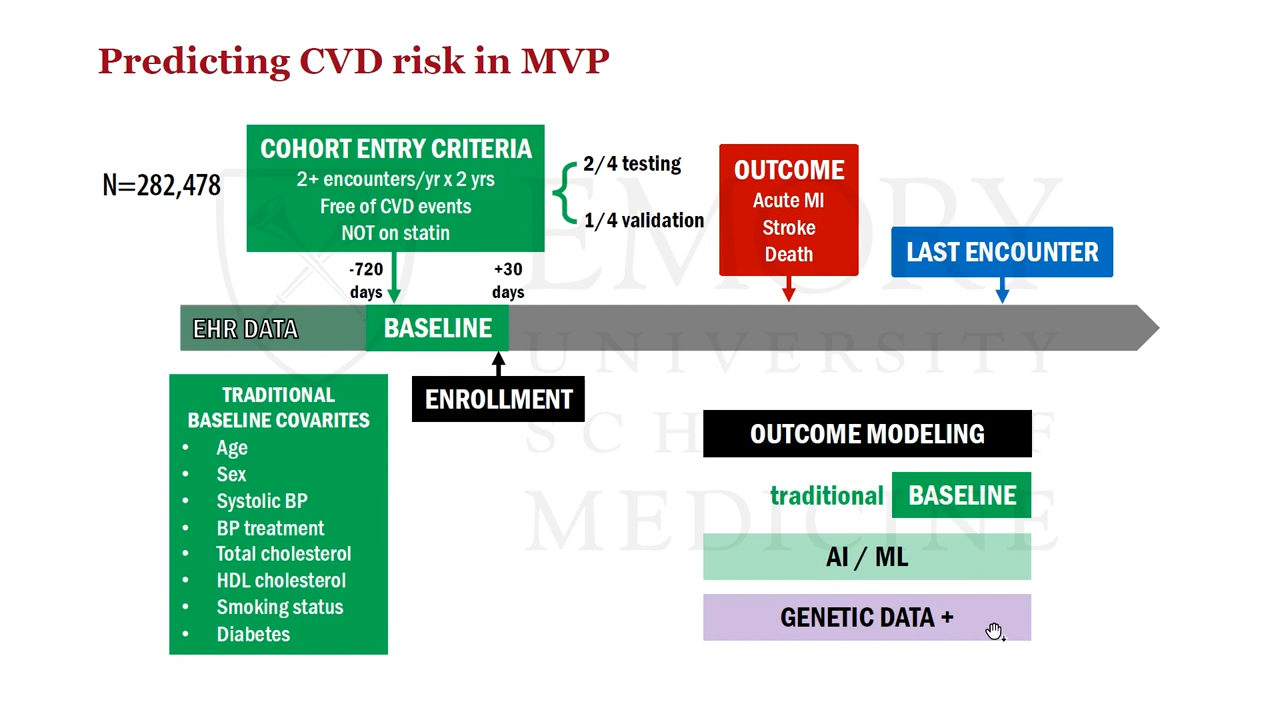 Predicting CVD risk in MVP
N=282,478
COHORT ENTRY CRITERIA
2+ encounters/yr x 2 yrs
Free of CVD events
NOT on statin
2/4 testing
1/4 validation
OUTCOME
Acute MI
Stroke
Death
LAST ENCOUNTER
-720
days
+30
days
EHR DATA
BASELINE
ENROLLMENT
TRADITIONAL
BASELINE COVARITES
• Age
• Sex
• Systolic BP
• BP treatment
• Total cholesterol
• HDL cholesterol
• Smoking status
• Diabetes
OUTCOME MODELING
traditional BASELINE
AI / ML
GENETIC DATA +
EMORY
UNIVERSITY
SCHOOL OF
MEDICINE